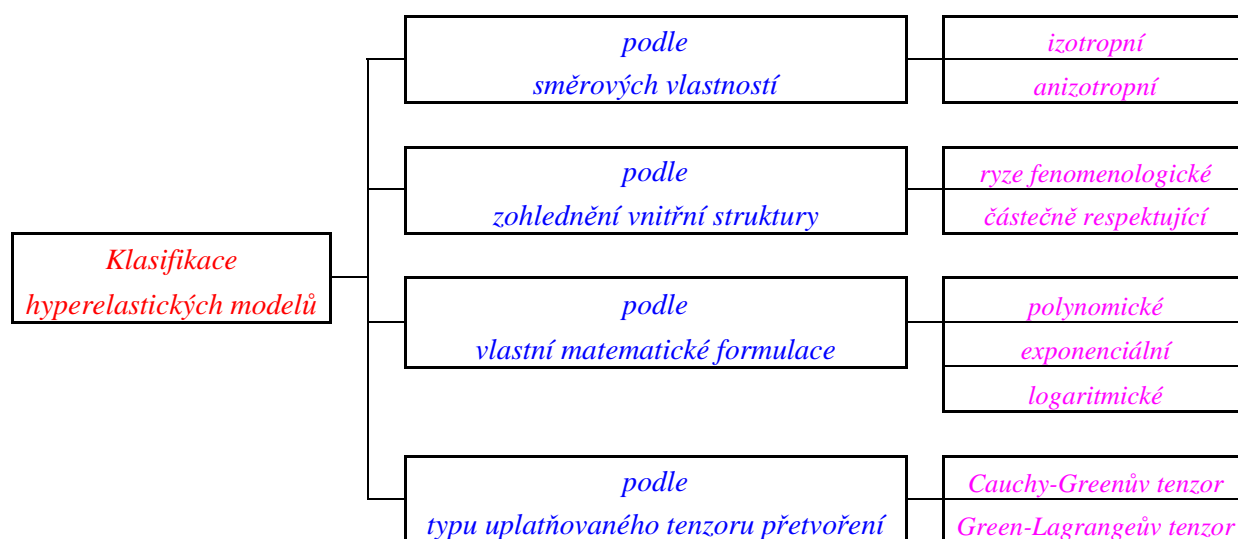 Klasifikace
hyperelastických modelů
podle
směrových vlastností
izotropní
anizotropní
podle
zohlednění vnitřní struktury
ryze fenomenologické
částečně respektující
podle
vlastní matematické formulace
polynomické
exponenciální
logaritmické
podle
typu uplatňovaného tenzoru přetvoření
Cauchy-Greenův tenzor
Green-Lagrangeův tenzor